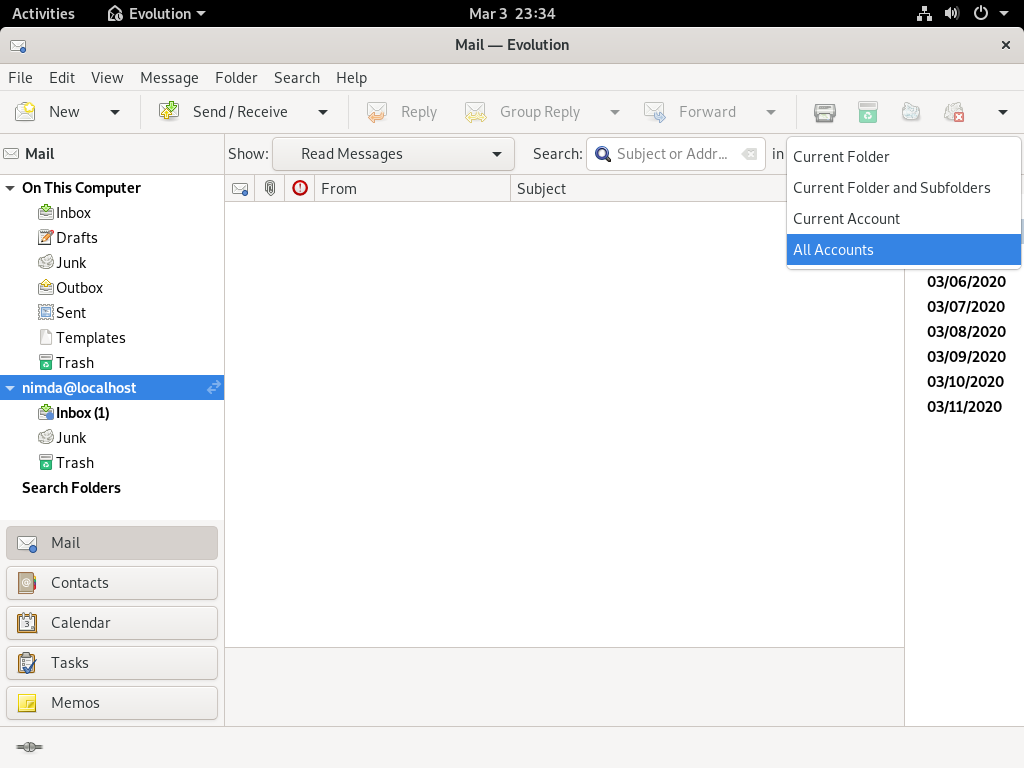 Activities Evolution Mar 3 23:34
Mail — Evolution
File Edit View Message Folder Search Help
New Send / Receive Reply Group Reply Forward
Mail Show: Read Messages Search: Subject or Addr... in
Current Folder
Current Folder and Subfolders
Current Account
All Accounts
From Subject
On This Computer
Inbox
Drafts
Junk
Outbox
Sent
Templates
Trash
nimda@localhost
Inbox (1)
Junk
Trash
Search Folders
03/06/2020
03/07/2020
03/08/2020
03/09/2020
03/10/2020
03/11/2020
Mail
Contacts
Calendar
Tasks
Memos